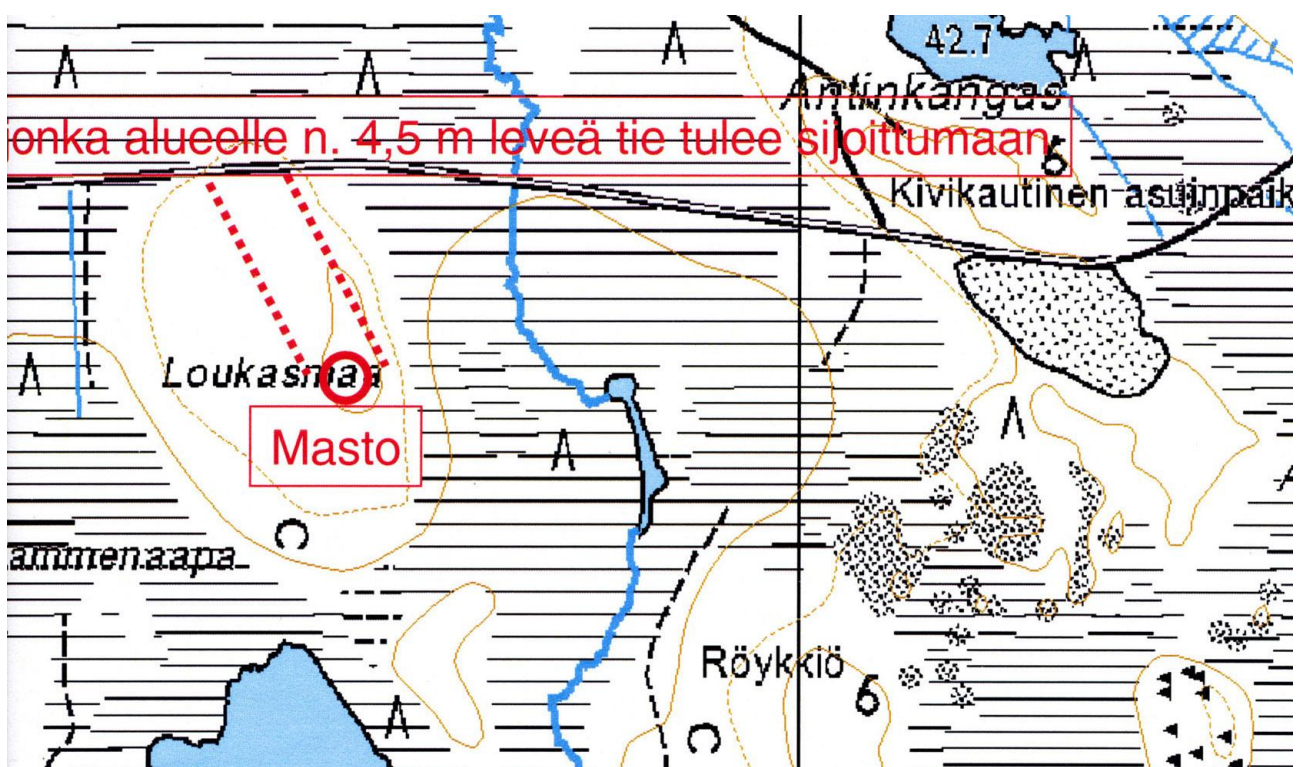 42.7
Antinkangas
jonka alueelle n. 4,5 m leveä tie tulee sijoittumaan
Kivikautinen asuinpaik
Loukasmaa
Masto
ammenaapa
Röykkiö